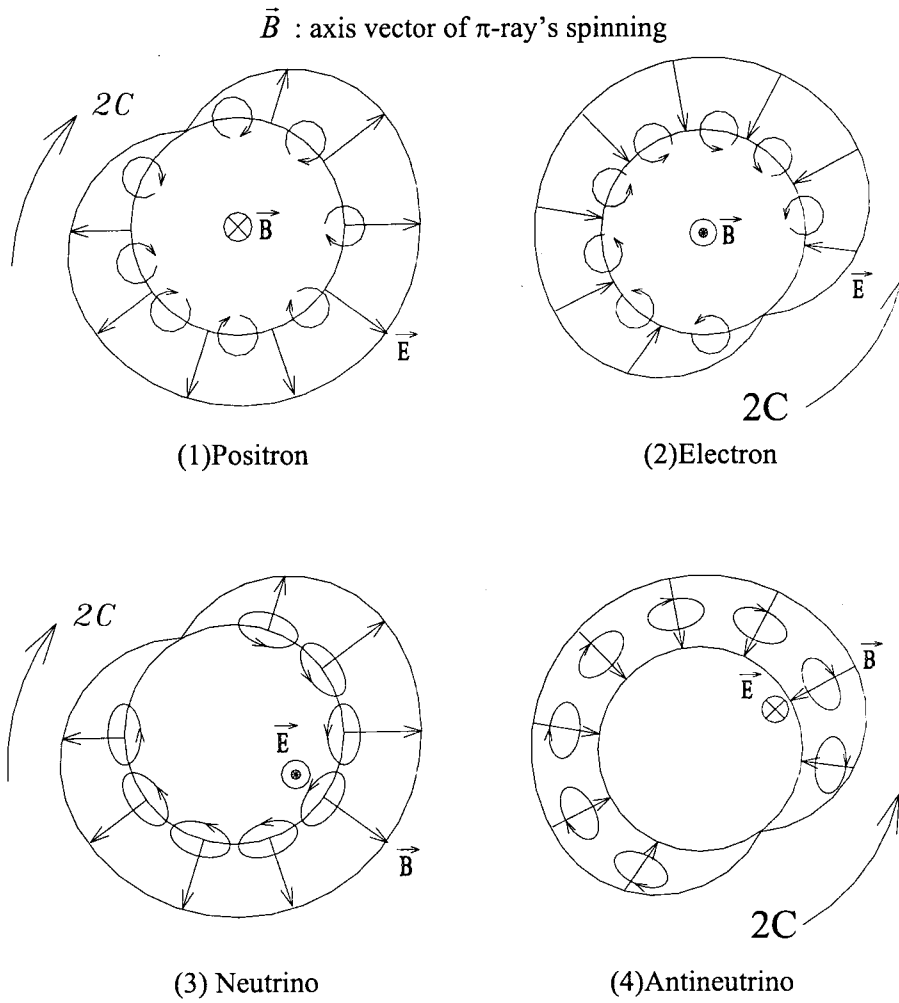 B⃗ : axis vector of π-ray's spinning
2C
B⃗
E⃗
(1)Positron
B⃗
E⃗
2C
(2)Electron
2C
E⃗
B⃗
(3) Neutrino
B⃗
E⃗
2C
(4)Antineutrino